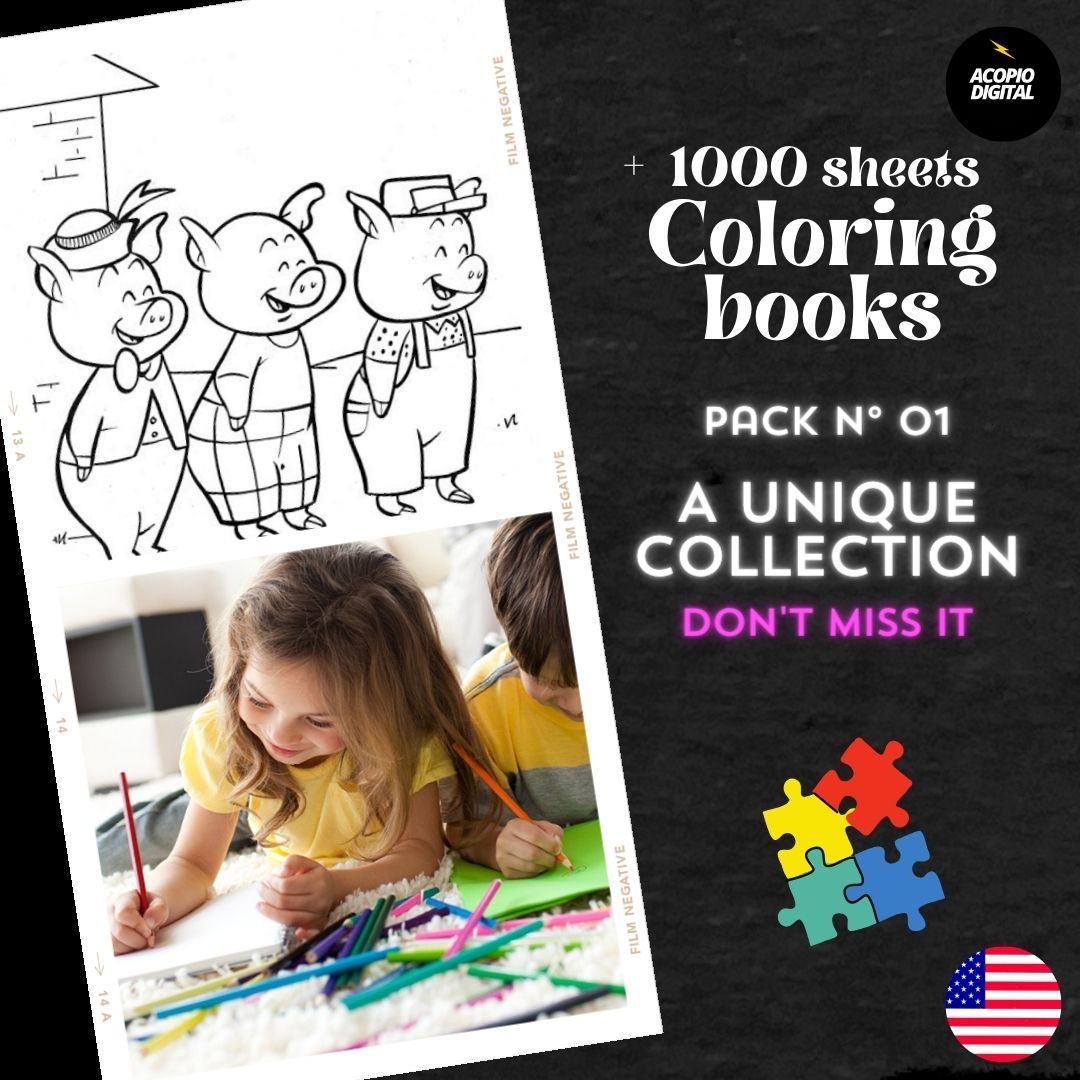 ACOPIO
DIGITAL
+ 1000 sheets
Coloring
books
PACK N° 01
A UNIQUE
COLLECTION
DON'T MISS IT
FILM NEGATIVE
13 A
FILM NEGATIVE
14
FILM NEGATIVE
14 A